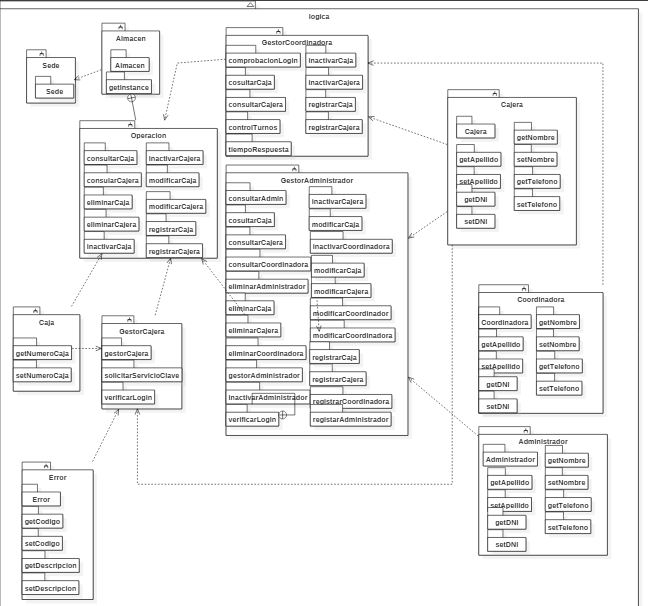 logica
Sede
Sede
Almacen
Almacen
getInstance
Operacion
consultarCaja
consularCajera
eliminarCaja
eliminarCajera
inactivarCaja
inactivarCajera
modificarCaja
modificarCajera
registrarCaja
registrarCajera
GestorCoordinadora
comprobacionLogin
cosultarCaja
consultarCajera
controlTurnos
tiempoRespuesta
inactivarCaja
inactivarCajera
registrarCaja
registrarCajera
GestorAdministrador
consultarAdmin
cosultarCaja
consultarCajera
consultarCoordinadora
eliminarAdministrador
eliminarCaja
eliminarCajera
eliminarCoordinadora
gestorAdministrador
inactivarAdministrador
verificarLogin
inactivarCajera
modificarCaja
inactivarCoordinadora
modificarCaja
modificarCajera
modificarCoordinador
modificarCoordinadora
registrarCaja
registrarCajera
registrarCoordinadora
registarAdministrador
Cajera
Cajera
getApellido
setApellido
getDNI
setDNI
getNombre
setNombre
getTelefono
setTelefono
Coordinadora
Coordinadora
getApellido
setApellido
getDNI
setDNI
getNombre
setNombre
getTelefono
setTelefono
Administrador
Administrador
getApellido
setApellido
getDNI
setDNI
getNombre
setNombre
getTelefono
setTelefono
Caja
getNumeroCaja
setNumeroCaja
GestorCajera
gestorCajera
solicitarServicioClave
verificarLogin
Error
Error
getCodigo
setCodigo
getDescripcion
setDescripcion